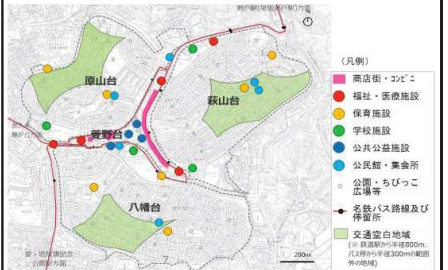 原山台
萩山台
菱野台
八幡台
200m
(凡例)
商店街・コンビニ
福祉・医療施設
保育施設
学校施設
公共公益施設
公民館・集会所
公園・ちびっこ
広場等
名鉄バス路線及び
停留所
交通空白地域
(※ 鉄道駅から半径800m、
バス停から半径300mの範囲
外の地域)